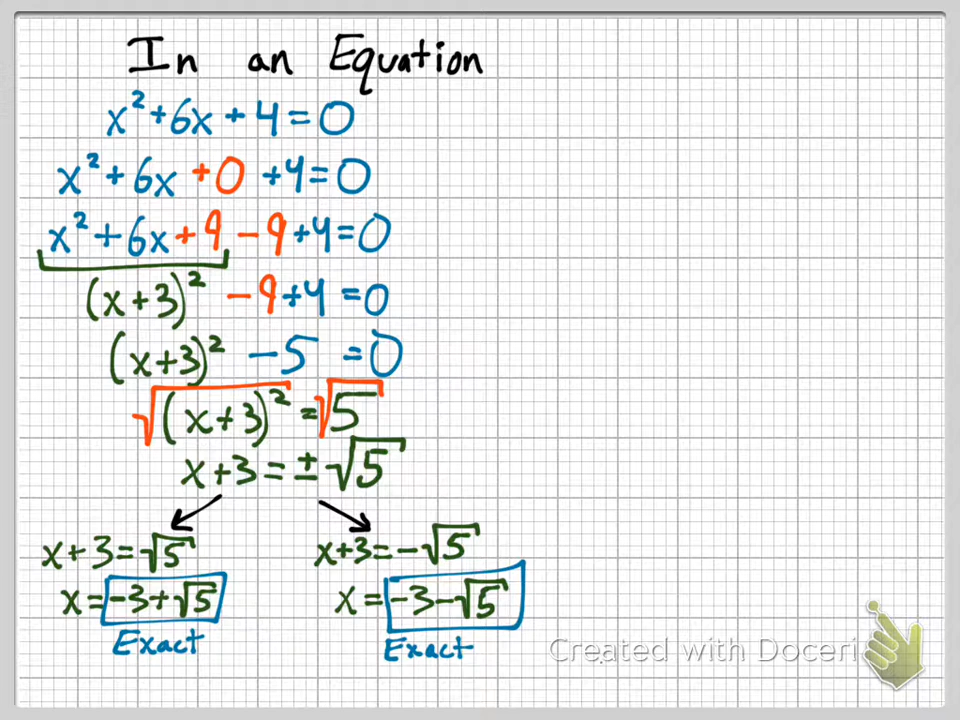 In an Equation
x² + 6x + 4 = 0
x² + 6x + 0 + 4 = 0
x² + 6x + 9 - 9 + 4 = 0
(x + 3)² - 9 + 4 = 0
(x + 3)² - 5 = 0
√(x + 3)² = √5
x + 3 = ± √5
x + 3 = √5
x + 3 = -√5
x = -3 + √5
x = -3 - √5
Exact
Exact
Created with Doceri